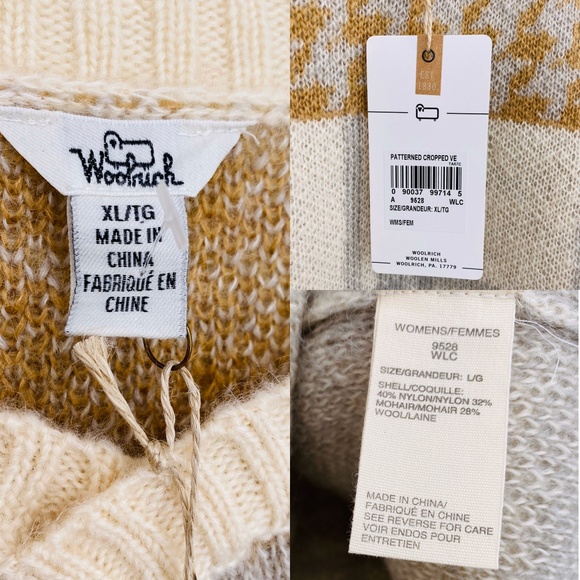 Woolrich
XL/TG
MADE IN
CHINA
FABRIQUÉ EN
CHINE
EST
1830
PATTERNED CROPPED VE
0 90037 99714 5
A 9528 WLC
SIZE/GRANDEUR: XL/TG
WMS/FEM
WOOLRICH
WOOLEN MILLS
WOOLRICH, PA. 17779
WOMENS/FEMMES
9528
WLC
SIZE/GRANDEUR: L/G
SHELL/COQUILLE:
40% NYLON/NYLON 32%
MOHAIR/MOHAIR 28%
WOOL/LAINE
MADE IN CHINA/
FABRIQUÉ EN CHINE
SEE REVERSE FOR CARE
VOIR ENDOS POUR
ENTRETIEN